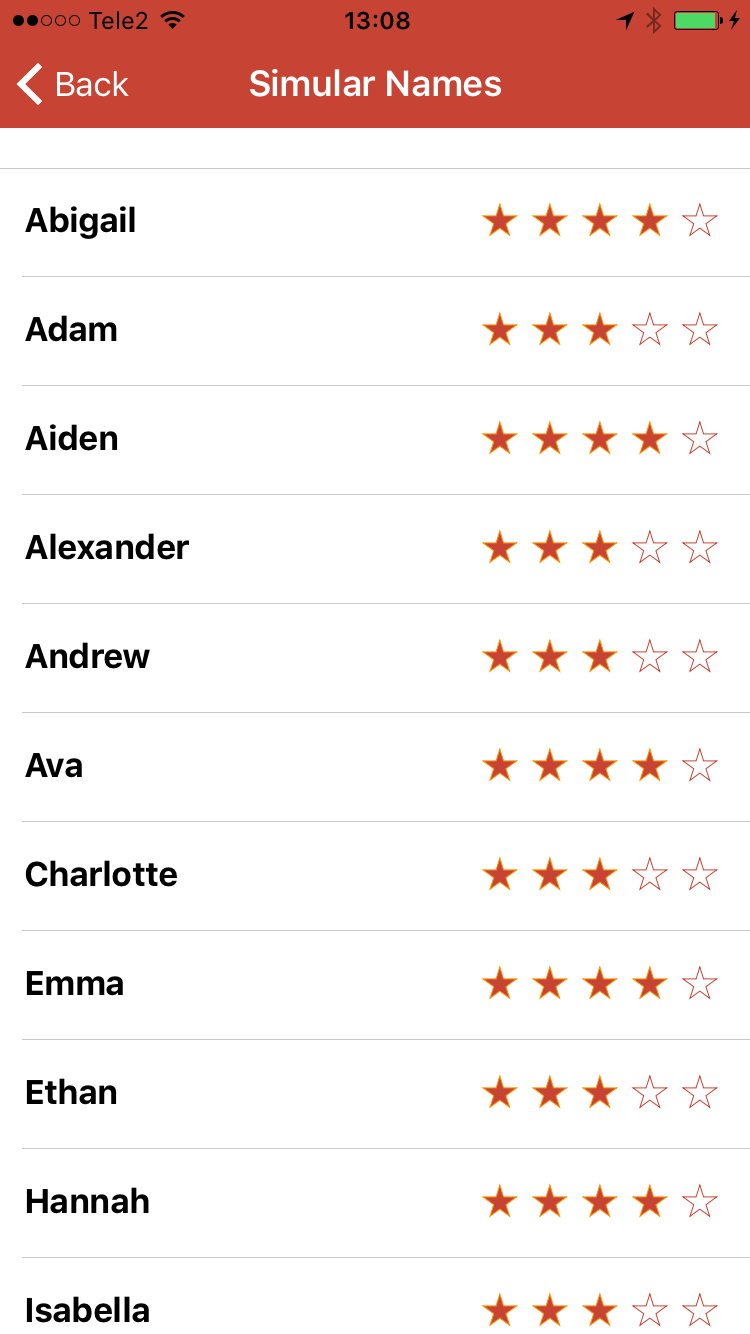 Tele2 13:08
Back Simular Names
Abigail
Adam
Aiden
Alexander
Andrew
Ava
Charlotte
Emma
Ethan
Hannah
Isabella